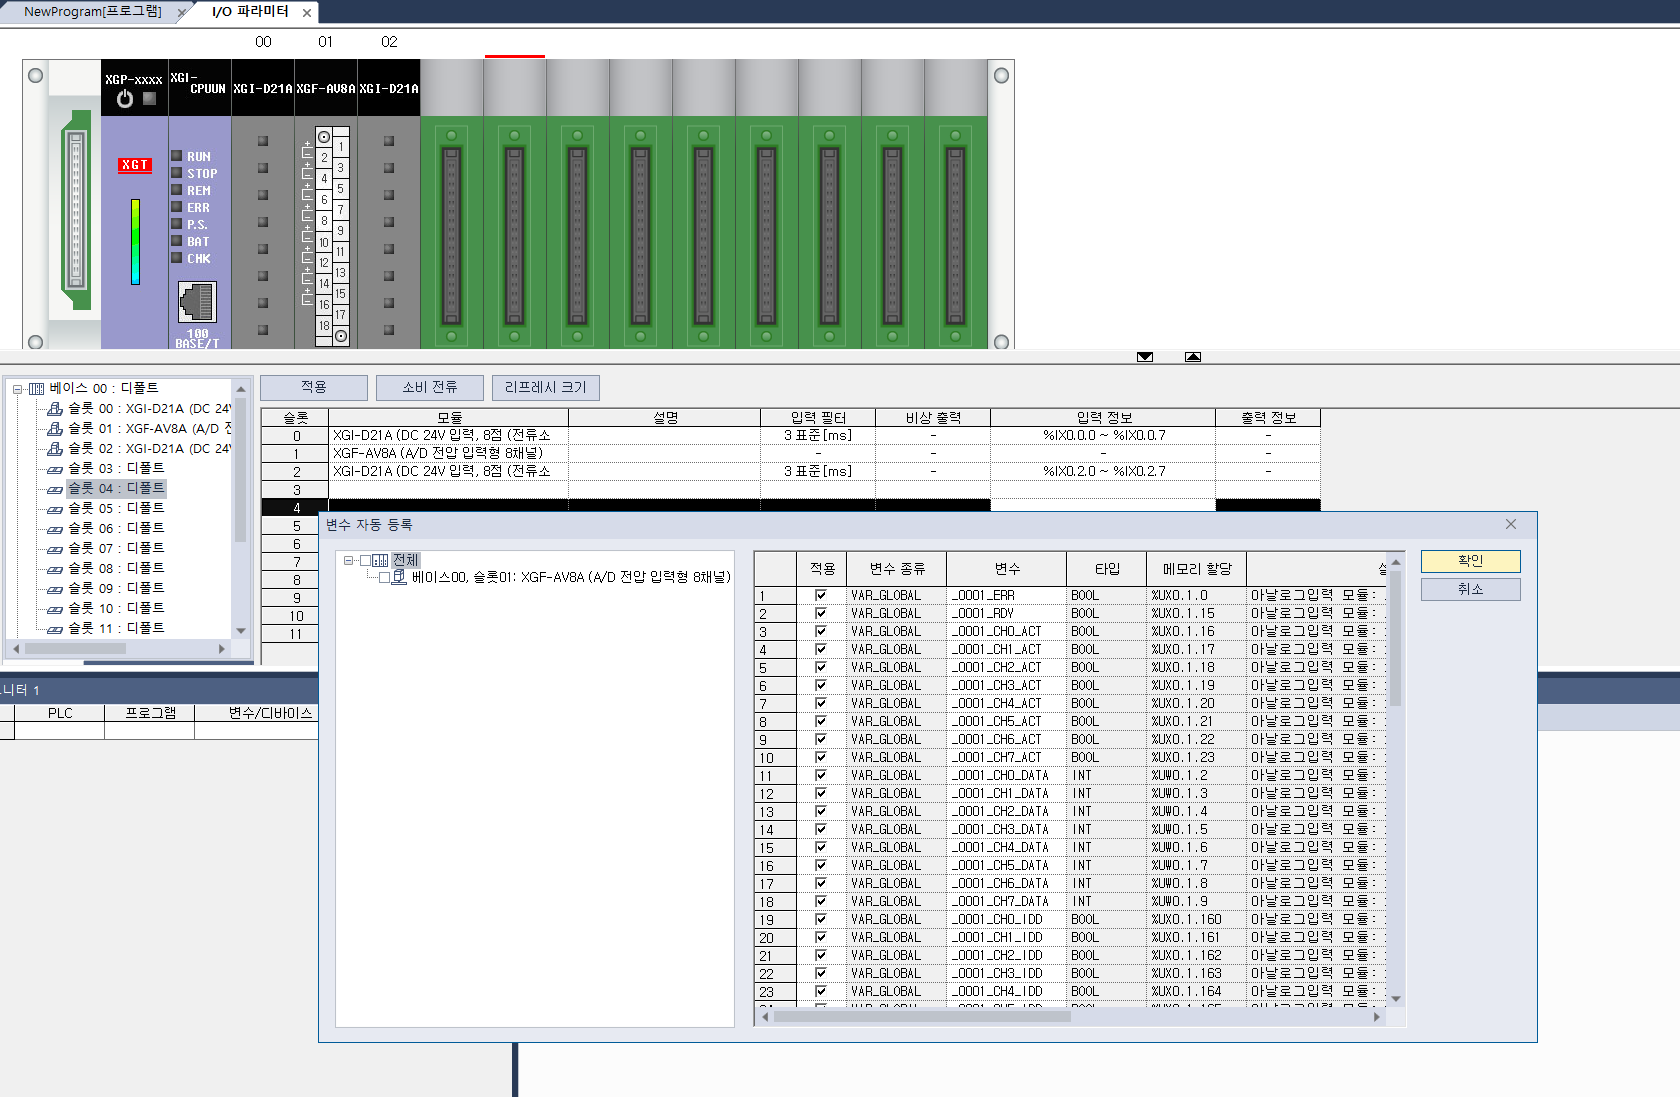 NewProgram[프로그램] ×
I/O 파라미터 ×
00 01 02
XGP-xxxx
XGI-
CPUUN
XGI-D21A
XGF-AV8A
XGI-D21A
XGT
RUN
STOP
REM
ERR
P.S.
BAT
CHK
100
BASE/T
1
2
3
4
5
6
7
8
9
10
11
12
13
14
15
16
17
18
베이스 00 : 디폴트
슬롯 00 : XGI-D21A (DC 24V
슬롯 01 : XGF-AV8A (A/D 전
슬롯 02 : XGI-D21A (DC 24V
슬롯 03 : 디폴트
슬롯 04 : 디폴트
슬롯 05 : 디폴트
슬롯 06 : 디폴트
슬롯 07 : 디폴트
슬롯 08 : 디폴트
슬롯 09 : 디폴트
슬롯 10 : 디폴트
슬롯 11 : 디폴트
적용 소비 전류 리프레시 크기
슬롯 모듈 설명 입력 필터 비상 출력 입력 정보 출력 정보
0 XGI-D21A (DC 24V 입력, 8점 (전류소 3 표준[ms] - %IX0.0.0 ~ %IX0.0.7 -
1 XGF-AV8A (A/D 전압 입력형 8채널) - - - -
2 XGI-D21A (DC 24V 입력, 8점 (전류소 3 표준[ms] - %IX0.2.0 ~ %IX0.2.7 -
3
4
5
6
7
8
9
10
11
니터 1
PLC 프로그램 변수/디바이스
변수 자동 등록
전체
베이스00, 슬롯01: XGF-AV8A (A/D 전압 입력형 8채널)
적용 변수 종류 변수 타입 메모리 할당
1 VAR_GLOBAL _0001_ERR BOOL %UX0.1.0 아날로그입력 모듈:
2 VAR_GLOBAL _0001_RDY BOOL %UX0.1.15 아날로그입력 모듈:
3 VAR_GLOBAL _0001_CH0_ACT BOOL %UX0.1.16 아날로그입력 모듈:
4 VAR_GLOBAL _0001_CH1_ACT BOOL %UX0.1.17 아날로그입력 모듈:
5 VAR_GLOBAL _0001_CH2_ACT BOOL %UX0.1.18 아날로그입력 모듈:
6 VAR_GLOBAL _0001_CH3_ACT BOOL %UX0.1.19 아날로그입력 모듈:
7 VAR_GLOBAL _0001_CH4_ACT BOOL %UX0.1.20 아날로그입력 모듈:
8 VAR_GLOBAL _0001_CH5_ACT BOOL %UX0.1.21 아날로그입력 모듈:
9 VAR_GLOBAL _0001_CH6_ACT BOOL %UX0.1.22 아날로그입력 모듈:
10 VAR_GLOBAL _0001_CH7_ACT BOOL %UX0.1.23 아날로그입력 모듈:
11 VAR_GLOBAL _0001_CH0_DATA INT %UW0.1.2 아날로그입력 모듈:
12 VAR_GLOBAL _0001_CH1_DATA INT %UW0.1.3 아날로그입력 모듈:
13 VAR_GLOBAL _0001_CH2_DATA INT %UW0.1.4 아날로그입력 모듈:
14 VAR_GLOBAL _0001_CH3_DATA INT %UW0.1.5 아날로그입력 모듈:
15 VAR_GLOBAL _0001_CH4_DATA INT %UW0.1.6 아날로그입력 모듈:
16 VAR_GLOBAL _0001_CH5_DATA INT %UW0.1.7 아날로그입력 모듈:
17 VAR_GLOBAL _0001_CH6_DATA INT %UW0.1.8 아날로그입력 모듈:
18 VAR_GLOBAL _0001_CH7_DATA INT %UW0.1.9 아날로그입력 모듈:
19 VAR_GLOBAL _0001_CH0_IDD BOOL %UX0.1.160 아날로그입력 모듈:
20 VAR_GLOBAL _0001_CH1_IDD BOOL %UX0.1.161 아날로그입력 모듈:
21 VAR_GLOBAL _0001_CH2_IDD BOOL %UX0.1.162 아날로그입력 모듈:
22 VAR_GLOBAL _0001_CH3_IDD BOOL %UX0.1.163 아날로그입력 모듈:
23 VAR_GLOBAL _0001_CH4_IDD BOOL %UX0.1.164 아날로그입력 모듈:
확인
취소